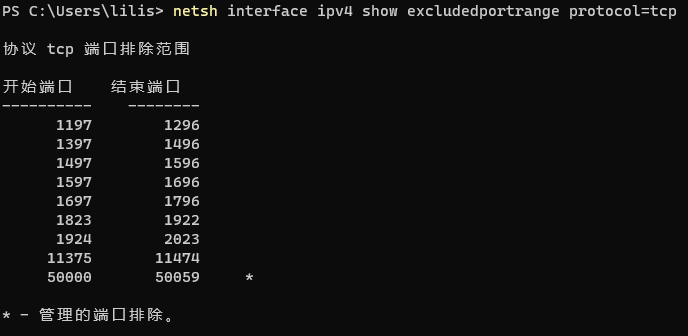 PS C:\Users\lilis> netsh interface ipv4 show excludedportrange protocol=tcp
协议 tcp 端口排除范围
开始端口    结束端口
----------    --------
      1197        1296
      1397        1496
      1497        1596
      1597        1696
      1697        1796
      1823        1922
      1924        2023
     11375       11474
     50000       50059     *
* - 管理的端口排除。